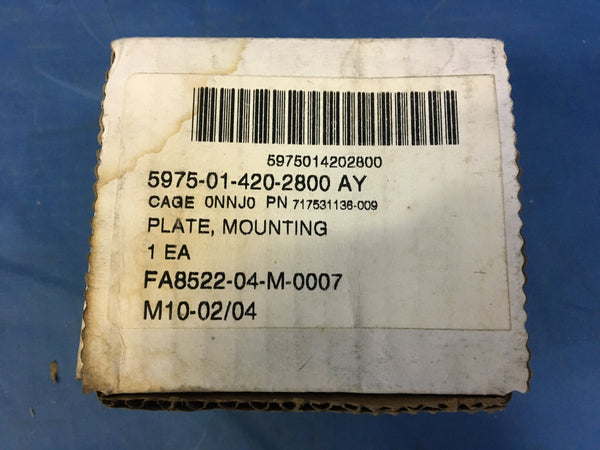 5975014202800
5975-01-420-2800 AY
CAGE 0NNJ0 PN 717531136-009
PLATE, MOUNTING
1 EA
FA8522-04-M-0007
M10-02/04